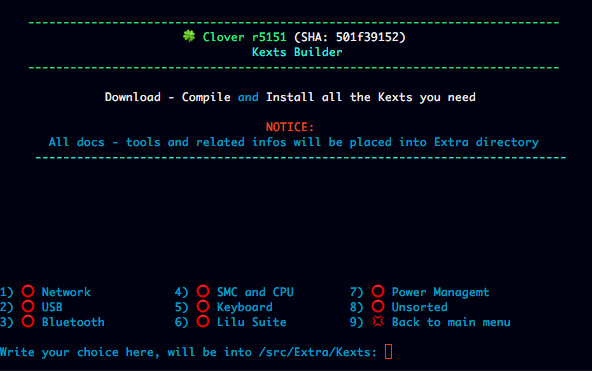 Clover r5151 (SHA: 501f39152)
Kexts Builder
Download - Compile and Install all the Kexts you need
NOTICE:
All docs - tools and related infos will be placed into Extra directory
1) Network 4) SMC and CPU 7) Power Managemt
2) USB 5) Keyboard 8) Unsorted
3) Bluetooth 6) Lilu Suite 9) Back to main menu
Write your choice here, will be into /src/Extra/Kexts: